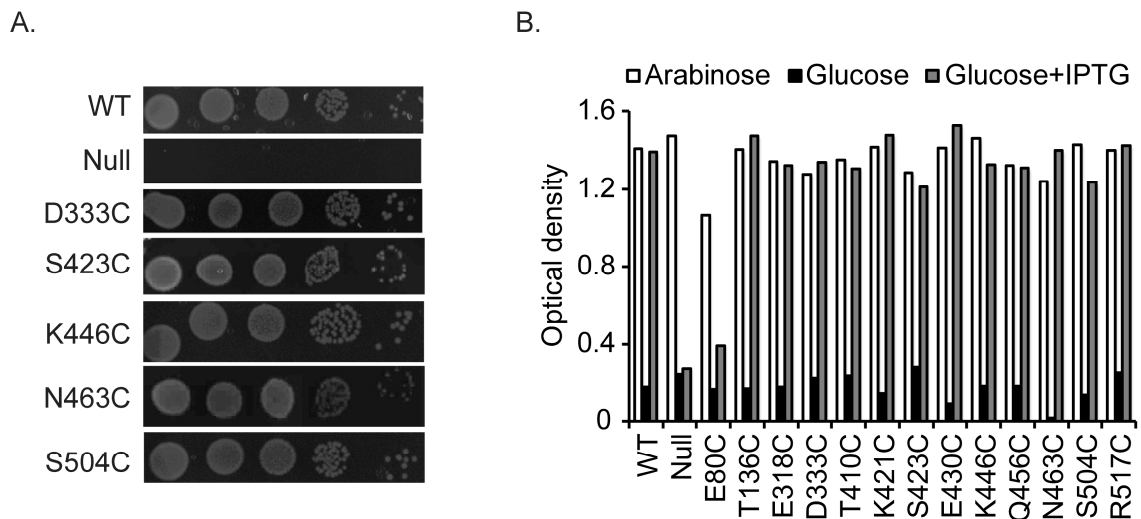 A.
WT
Null
D333C
S423C
K446C
N463C
S504C
B.
Arabinose Glucose Glucose+IPTG
Optical density
1.6
1.2
0.8
0.4
0
WT
Null
E80C
T136C
E318C
D333C
T410C
K421C
S423C
E430C
K446C
Q456C
N463C
S504C
R517C